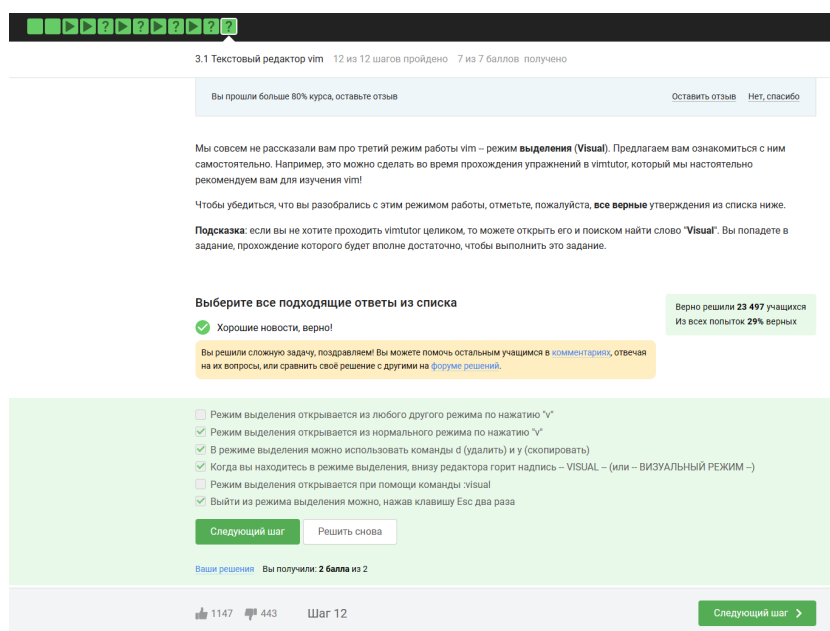 ? ? ? ? ?
3.1 Текстовый редактор vim 12 из 12 шагов пройдено 7 из 7 баллов получено
Вы прошли больше 80% курса, оставьте отзыв Оставить отзыв Нет, спасибо
Мы совсем не рассказали вам про третий режим работы vim -- режим выделения (Visual). Предлагаем вам ознакомиться с ним
самостоятельно. Например, это можно сделать во время прохождения упражнений в vimtutor, который мы настоятельно
рекомендуем вам для изучения vim!
Чтобы убедиться, что вы разобрались с этим режимом работы, отметьте, пожалуйста, все верные утверждения из списка ниже.
Подсказка: если вы не хотите проходить vimtutor целиком, то можете открыть его и поиском найти слово "Visual". Вы попадете в
задание, прохождение которого будет вполне достаточно, чтобы выполнить это задание.
Выберите все подходящие ответы из списка
Верно решили 23 497 учащихся
Из всех попыток 29% верных
Хорошие новости, верно!
Вы решили сложную задачу, поздравляем! Вы можете помочь остальным учащимся в комментариях, отвечая
на их вопросы, или сравнить своё решение с другими на форуме решений.
Режим выделения открывается из любого другого режима по нажатию "v"
Режим выделения открывается из нормального режима по нажатию "v"
В режиме выделения можно использовать команды d (удалить) и y (скопировать)
Когда вы находитесь в режиме выделения, внизу редактора горит надпись -- VISUAL -- (или -- ВИЗУАЛЬНЫЙ РЕЖИМ --)
Режим выделения открывается при помощи команды :visual
Выйти из режима выделения можно, нажав клавишу Esc два раза
Следующий шаг Решить снова
Ваши решения Вы получили: 2 балла из 2
1147 443 Шаг 12 Следующий шаг